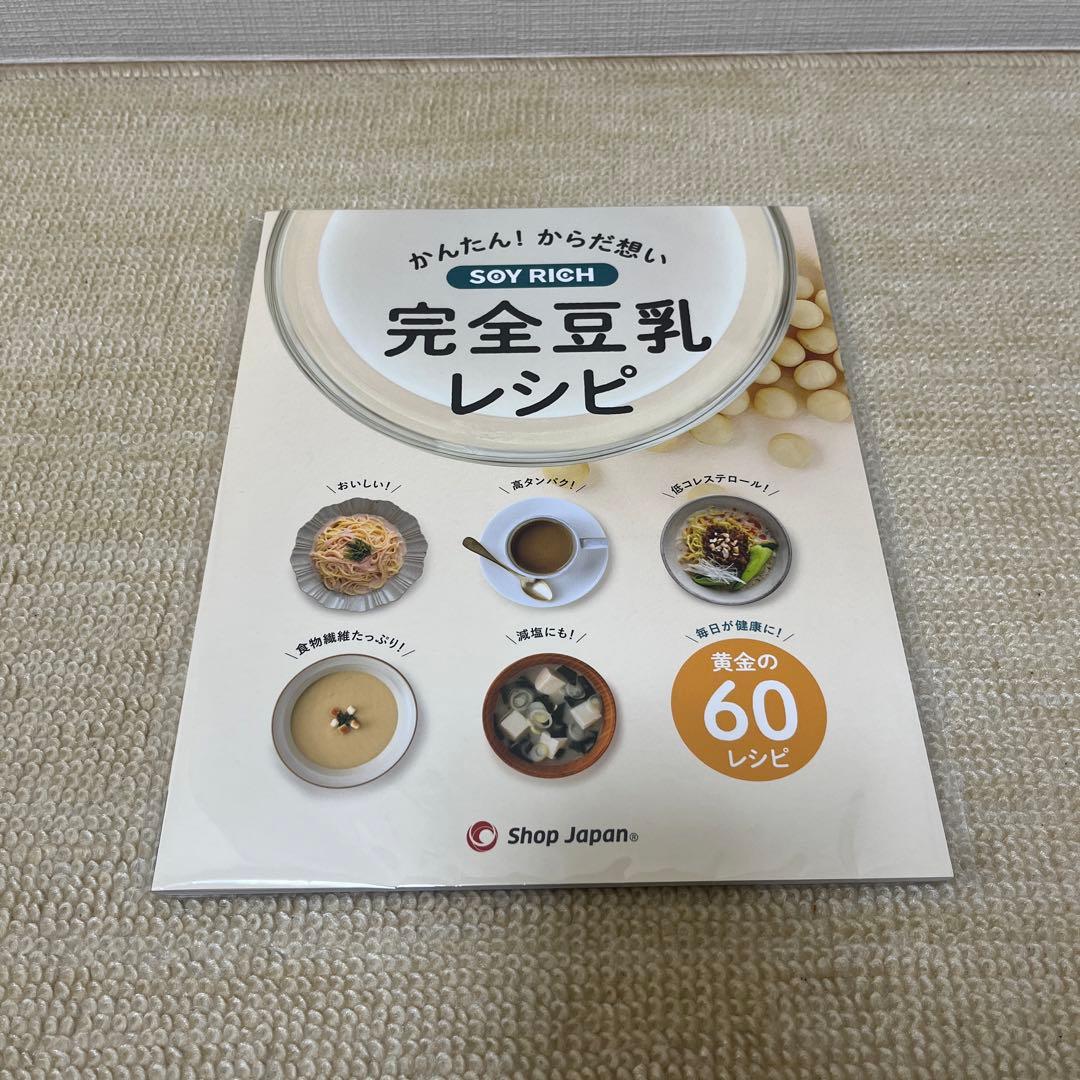 かんたん！からだ想い
SOY RICH
完全豆乳
レシピ
おいしい！
高タンパク！
低コレステロール！
食物繊維たっぷり！
減塩にも！
毎日が健康に！
黄金の
60
レシピ
Shop Japan®